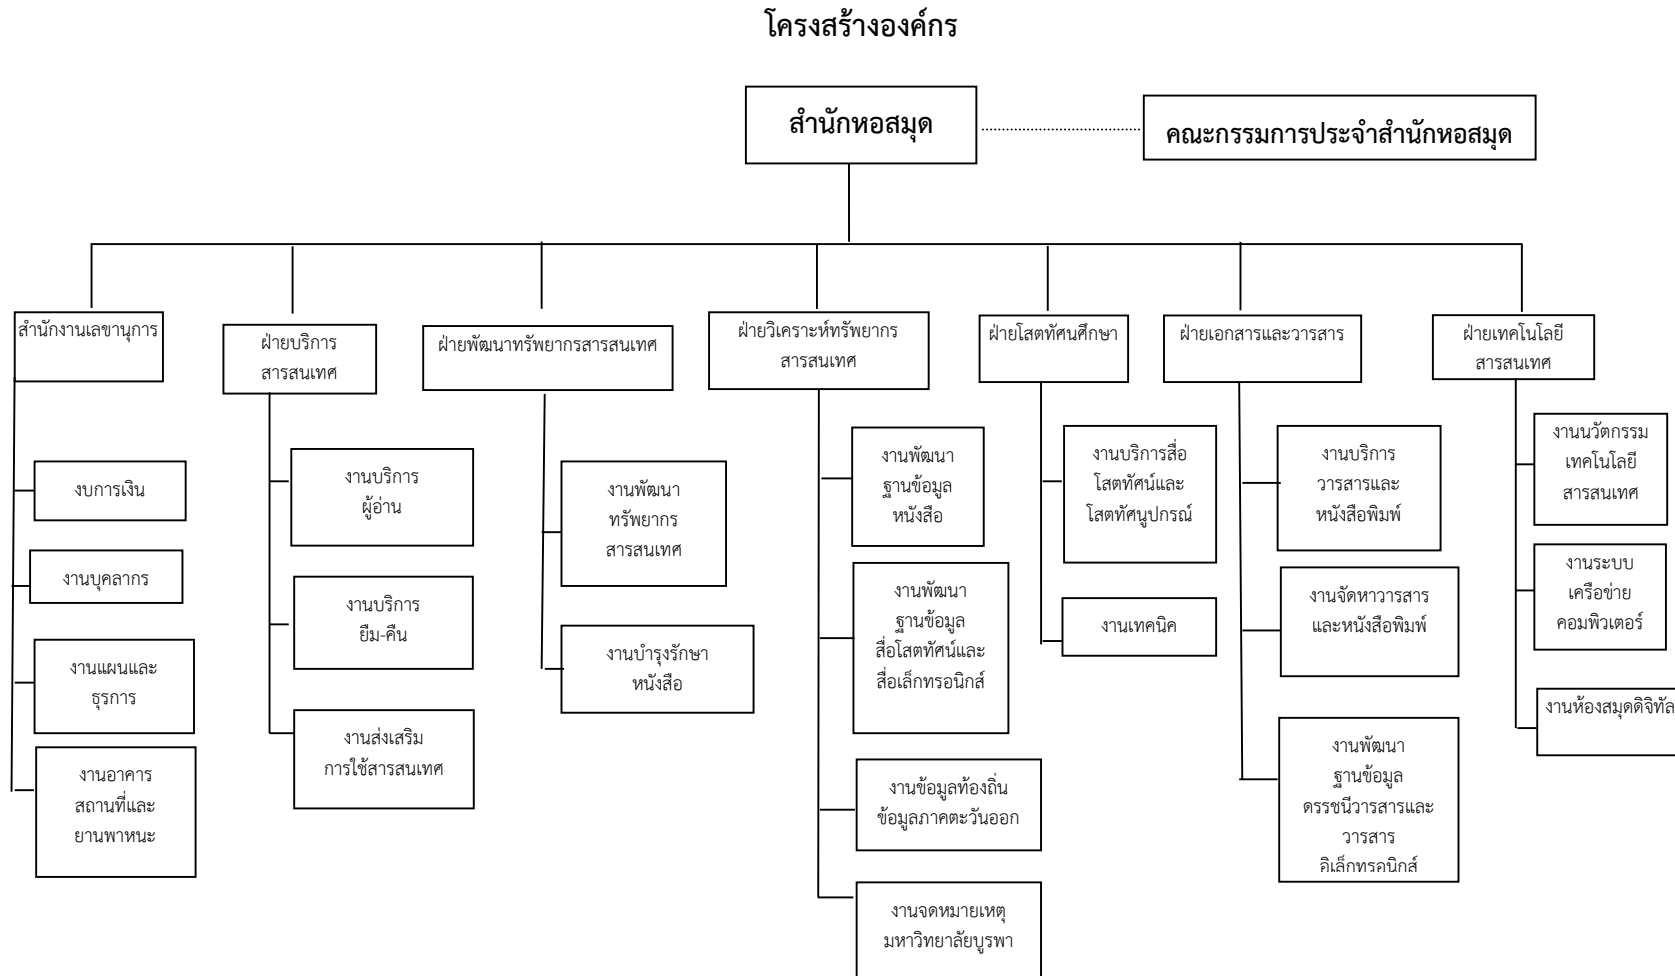 โครงสร้างองค์กร
สำนักหอสมุด
คณะกรรมการประจำสำนักหอสมุด
สำนักงานเลขานุการ
งบการเงิน
งานบุคลากร
งานแผนและ
ธุรการ
งานอาคาร
สถานที่และ
ยานพาหนะ
ฝ่ายบริการ
สารสนเทศ
งานบริการ
ผู้อ่าน
งานบริการ
ยืม-คืน
งานส่งเสริม
การใช้สารสนเทศ
ฝ่ายพัฒนาทรัพยากรสารสนเทศ
งานพัฒนา
ทรัพยากร
สารสนเทศ
งานบำรุงรักษา
หนังสือ
ฝ่ายวิเคราะห์ทรัพยากร
สารสนเทศ
งานพัฒนา
ฐานข้อมูล
หนังสือ
งานพัฒนา
ฐานข้อมูล
สื่อโสตทัศน์และ
สื่อเล็กทรอนิกส์
งานข้อมูลท้องถิ่น
ข้อมูลภาคตะวันออก
งานจดหมายเหตุ
มหาวิทยาลัยบูรพา
ฝ่ายโสตทัศนศึกษา
งานบริการสื่อ
โสตทัศน์และ
โสตทัศนูปกรณ์
งานเทคนิค
ฝ่ายเอกสารและวารสาร
งานบริการ
วารสารและ
หนังสือพิมพ์
งานจัดหาวารสาร
และหนังสือพิมพ์
งานพัฒนา
ฐานข้อมูล
ดรรชนีวารสารและ
วารสาร
อิเล็กทรอนิกส์
ฝ่ายเทคโนโลยี
สารสนเทศ
งานนวัตกรรม
เทคโนโลยี
สารสนเทศ
งานระบบ
เครือข่าย
คอมพิวเตอร์
งานห้องสมุดดิจิทัล